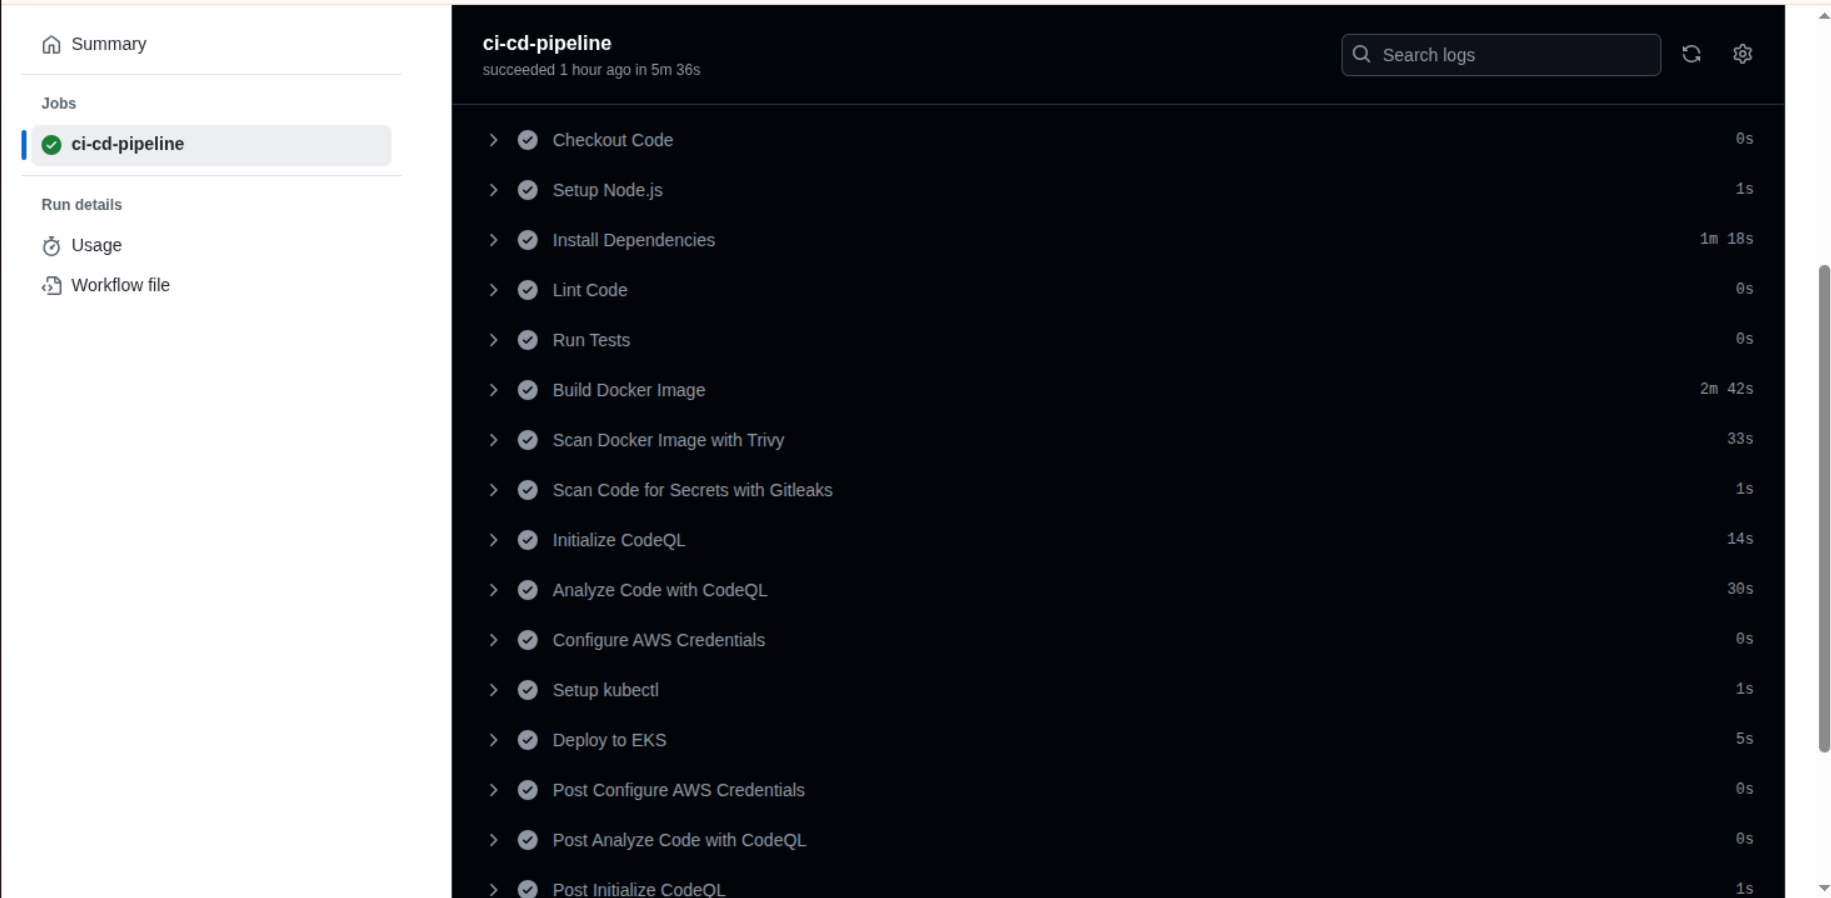 Summary
Jobs
ci-cd-pipeline
Run details
Usage
Workflow file
ci-cd-pipeline
succeeded 1 hour ago in 5m 36s
Search logs
Checkout Code 0s
Setup Node.js 1s
Install Dependencies 1m 18s
Lint Code 0s
Run Tests 0s
Build Docker Image 2m 42s
Scan Docker Image with Trivy 33s
Scan Code for Secrets with Gitleaks 1s
Initialize CodeQL 14s
Analyze Code with CodeQL 30s
Configure AWS Credentials 0s
Setup kubectl 1s
Deploy to EKS 5s
Post Configure AWS Credentials 0s
Post Analyze Code with CodeQL 0s
Post Initialize CodeQL 1s